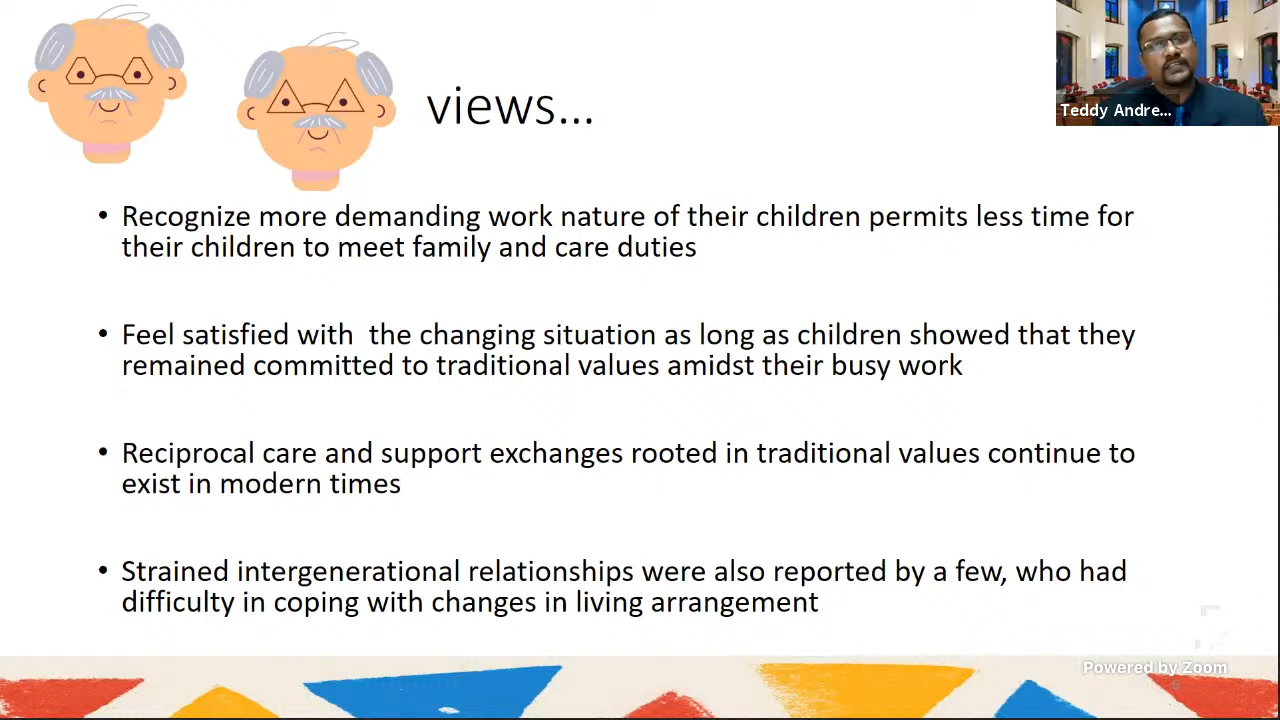 views...
Teddy Andre...
• Recognize more demanding work nature of their children permits less time for
their children to meet family and care duties
• Feel satisfied with  the changing situation as long as children showed that they
remained committed to traditional values amidst their busy work
• Reciprocal care and support exchanges rooted in traditional values continue to
exist in modern times
• Strained intergenerational relationships were also reported by a few, who had
difficulty in coping with changes in living arrangement
Powered by Zoom